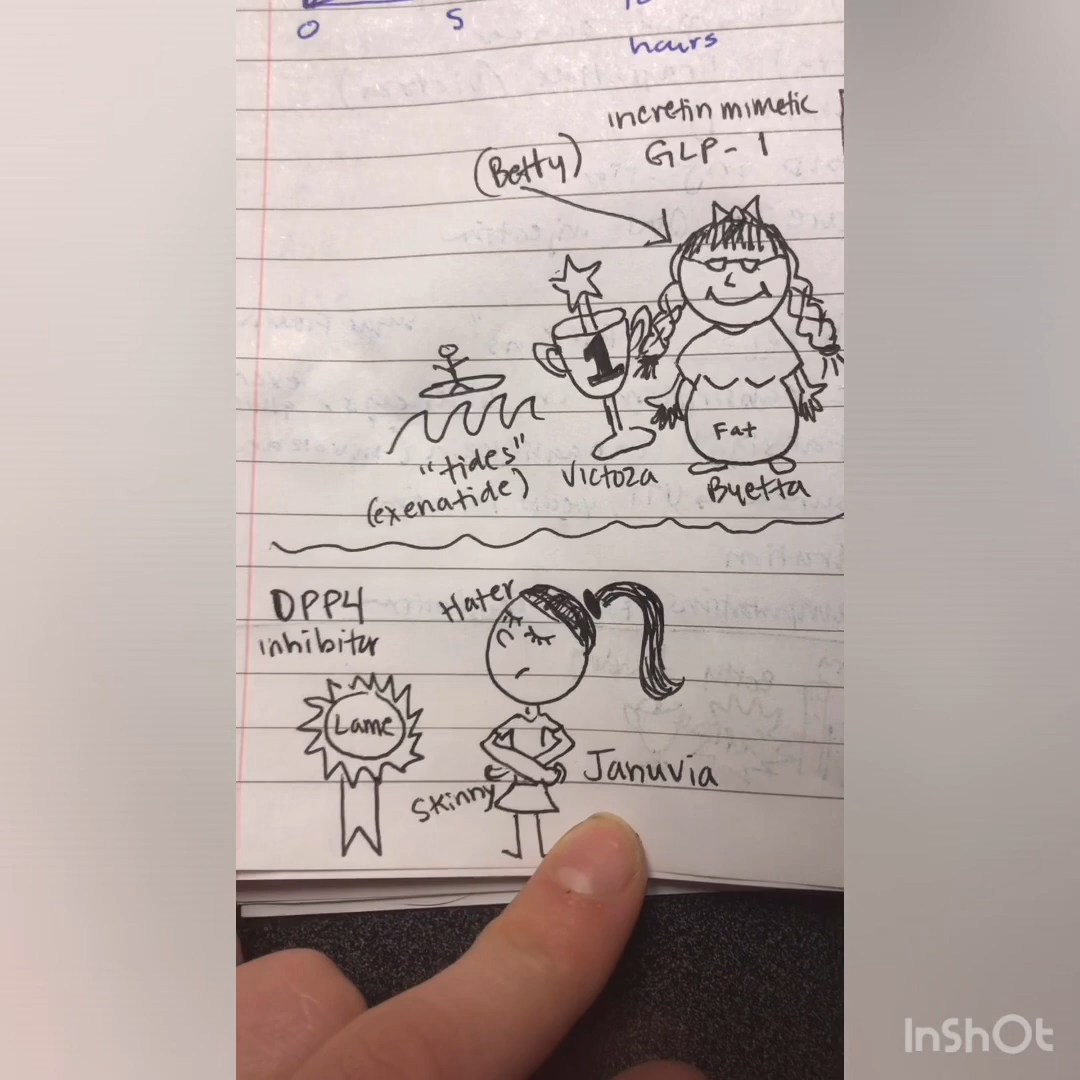 0
5
hours
incretin mimetic
GLP-1
(Betty)
1
Fat
"tides"
(exenatide)
Victoza
Byetta
DPP4
inhibitor
Hater
Lame
Januvia
Skinny
InShOt